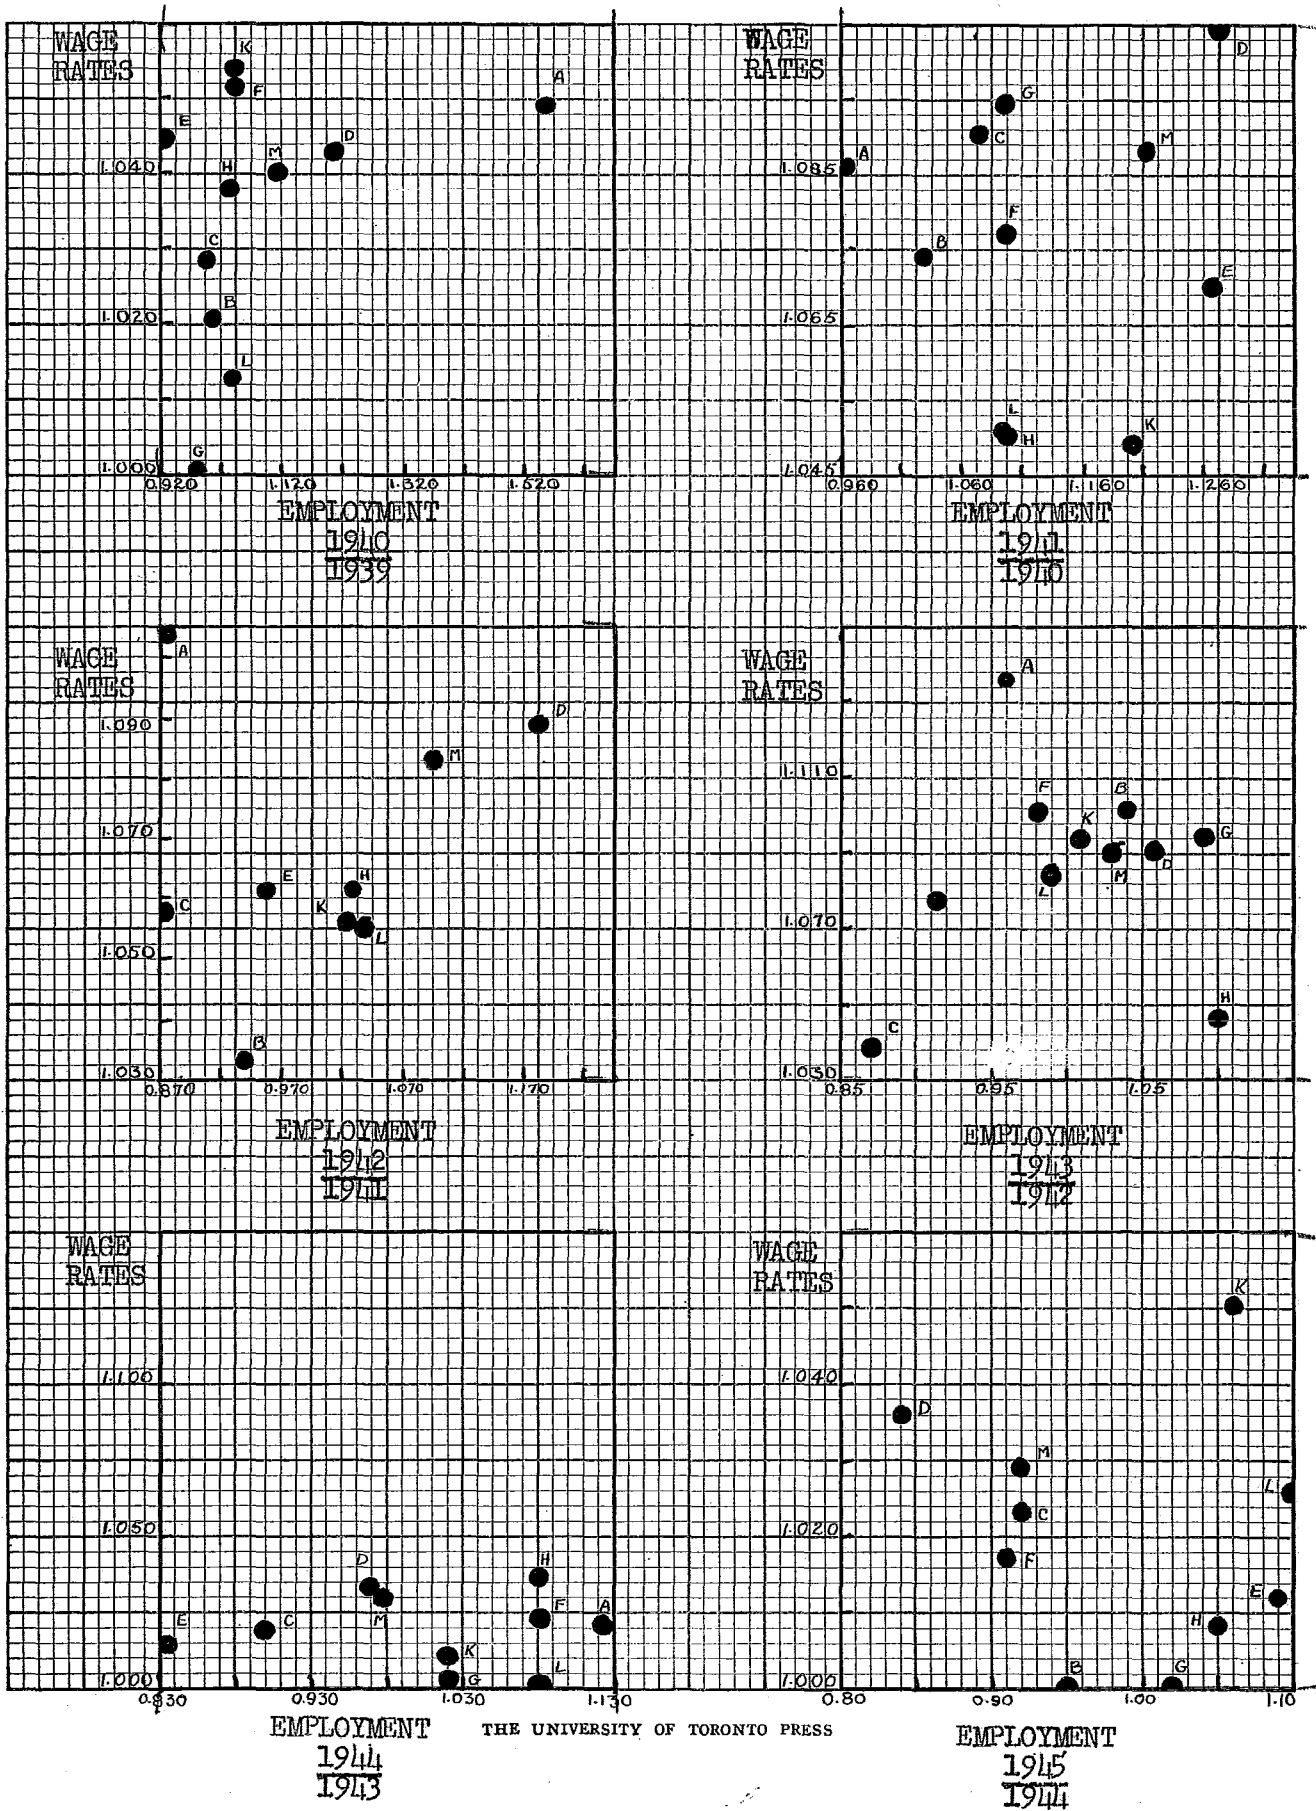 WAGE
RATES
K
F
A
E
D
M
1.040
H
C
B
1.020
L
G
1.000
0.920 1.120 1.320 1.520
EMPLOYMENT
1940
1939
WAGE
RATES
D
G
C
M
A
1.085
F
B
E
1.065
L
H
K
1.045
0.960 1.060 1.160 1.260
EMPLOYMENT
1941
1940
A
WAGE
RATES
1.090
D
M
1.070
E
H
C
K
L
1.050
B
1.030
0.870 0.970 1.070 1.170
EMPLOYMENT
1942
1941
WAGE
RATES
A
1.110
F
B
K
G
M
D
L
1.070
H
C
1.030
0.85 0.95 1.05
EMPLOYMENT
1943
1942
WAGE
RATES
1.100
1.050
D
H
M
F
A
E
C
K
G
L
1.000
0.830 0.930 1.030 1.130
EMPLOYMENT
1944
1943
WAGE
RATES
K
1.040
D
M
L
C
1.020
F
E
H
B
G
1.000
0.80 0.90 1.00 1.10
EMPLOYMENT
1945
1944
THE UNIVERSITY OF TORONTO PRESS